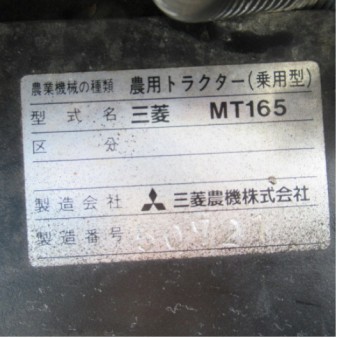 農業機械の種類 農用トラクター(乗用型)
型式名 三菱 MT165
区分
製造会社 三菱農機株式会社
製造番号